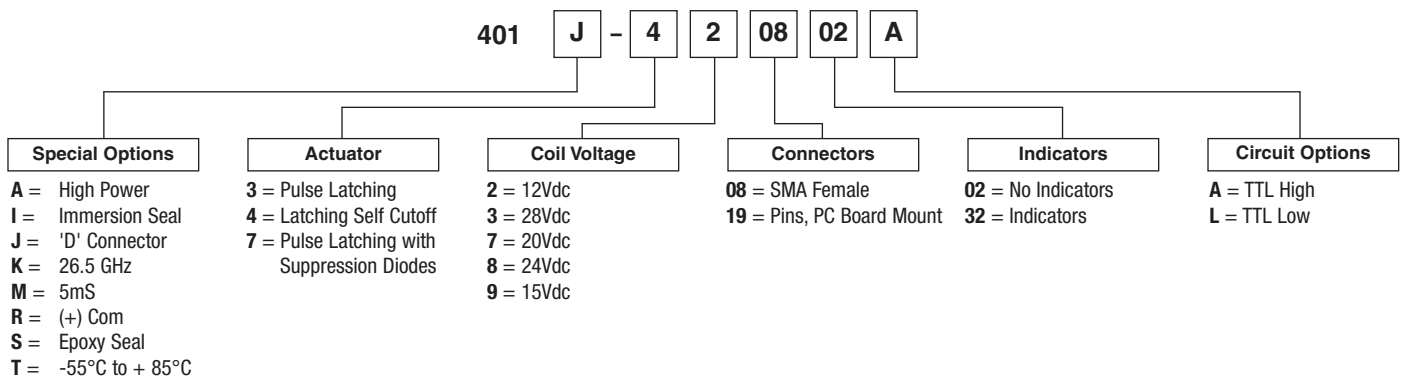 401 J - 4 2 08 02 A
Special Options
A = High Power
I = Immersion Seal
J = 'D' Connector
K = 26.5 GHz
M = 5mS
R = (+) Com
S = Epoxy Seal
T = -55°C to + 85°C
Actuator
3 = Pulse Latching
4 = Latching Self Cutoff
7 = Pulse Latching with
Suppression Diodes
Coil Voltage
2 = 12Vdc
3 = 28Vdc
7 = 20Vdc
8 = 24Vdc
9 = 15Vdc
Connectors
08 = SMA Female
19 = Pins, PC Board Mount
Indicators
02 = No Indicators
32 = Indicators
Circuit Options
A = TTL High
L = TTL Low